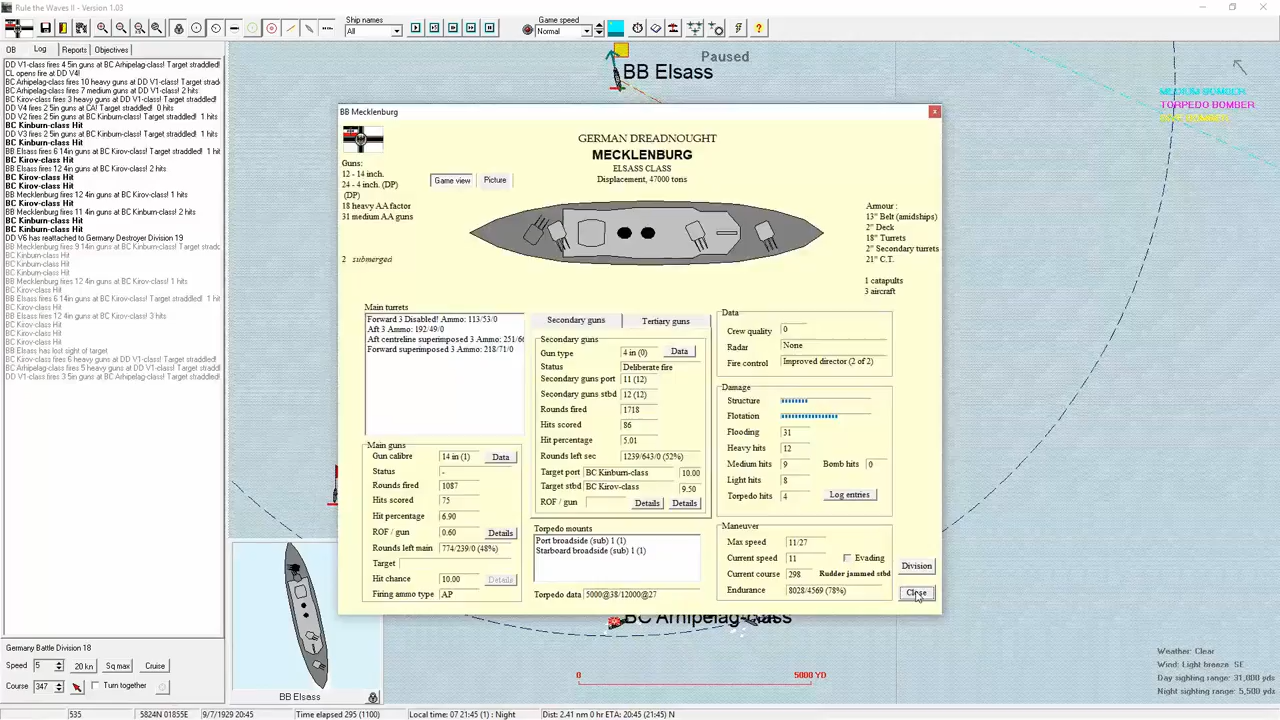 Rule the Waves II - Version 1.03
Ship names
All
Game speed
Normal
OB Log Reports Objectives
DD V1-class fires 4 5in guns at BC Arhipelag-class! Target straddled!
CL opens fire at DD V4!
BC Arhipelag-class fires 10 heavy guns at DD V1-class! Target stradd
BC Arhipelag-class fires 7 medium guns at DD V1-class! 2 hits
BC Kirov-class fires 3 heavy guns at DD V1-class! Target straddled!
DD V4 fires 2 5in guns at CA! Target straddled! 0 hits
DD V2 fires 2 5in guns at BC Kinburn-class! Target straddled! 1 hits
BC Kinburn-class Hit
DD V3 fires 2 5in guns at BC Kinburn-class! Target straddled! 1 hits
BC Kinburn-class Hit
BB Elsass fires 6 14in guns at BC Kirov-class! Target straddled! 1 hi
BC Kirov-class Hit
BB Elsass fires 12 4in guns at BC Kirov-class! 2 hits
BC Kirov-class Hit
BC Kirov-class Hit
BB Mecklenburg fires 12 4in guns at BC Kirov-class! 1 hits
BC Kirov-class Hit
BB Mecklenburg fires 11 4in guns at BC Kinburn-class! 2 hits
BC Kinburn-class Hit
BC Kinburn-class Hit
DD V6 has reattached to Germany Destroyer Division 19
BB Mecklenburg fires 9 14in guns at BC Kinburn-class! Target stradd
BC Kinburn-class Hit
BC Kinburn-class Hit
BB Mecklenburg fires 12 4in guns at BC Kinburn-class! 1 hits
BC Kirov-class Hit
BB Elsass fires 6 14in guns at BC Kirov-class! Target straddled! 1 hi
BC Kirov-class Hit
BB Elsass fires 12 4in guns at BC Kirov-class! 3 hits
BC Kirov-class Hit
BC Kirov-class Hit
BC Kirov-class Hit
BB Elsass has lost sight of target
BC Kirov-class fires 6 heavy guns at DD V1-class! Target straddled!
BC Arhipelag-class fires 5 heavy guns at DD V1-class! Target straddl
DD V1-class fires 3 5in guns at BC Arhipelag-class! Target straddled!
Germany Battle Division 18
Speed 5 20 kn Sq max Cruise
Course 347 Turn together
BB Elsass
Paused
BB Elsass
MEDIUM BOMBER
TORPEDO BOMBER
BC Arhipelag-class
0 5000 YD
Weather: Clear
Wind: Light breeze SE
Day sighting range: 31,000 yds
Night sighting range: 5,500 yds
BB Mecklenburg
x
GERMAN DREADNOUGHT
MECKLENBURG
ELSASS CLASS
Displacement, 47000 tons
Guns:
12 - 14 inch.
24 - 4 inch. (DP)
(DP)
18 heavy AA factor
31 medium AA guns
2 submerged
Game view Picture
Armour :
13" Belt (amidships)
2" Deck
18" Turrets
2" Secondary turrets
21" C.T.
1 catapults
3 aircraft
Main turrets
Forward 3 Disabled! Ammo: 113/53/0
Aft 3 Ammo: 192/49/0
Aft centreline superimposed 3 Ammo: 251/66
Forward superimposed 3 Ammo: 218/71/0
Main guns
Gun calibre 14 in (1) Data
Status -
Rounds fired 1087
Hits scored 75
Hit percentage 6.90
ROF / gun 0.60 Details
Rounds left main 774/239/0 (48%)
Target
Hit chance 10.00 Details
Firing ammo type AP
Secondary guns Tertiary guns
Secondary guns
Gun type 4 in (0) Data
Status Deliberate fire
Secondary guns port 11 (12)
Secondary guns stbd 12 (12)
Rounds fired 1718
Hits scored 86
Hit percentage 5.01
Rounds left sec 1239/643/0 (52%)
Target port BC Kinburn-class 10.00
Target stbd BC Kirov-class 9.50
ROF / gun Details Details
Torpedo mounts
Port broadside (sub) 1 (1)
Starboard broadside (sub) 1 (1)
Torpedo data 5000@38/12000@27
Data
Crew quality 0
Radar None
Fire control Improved director (2 of 2)
Damage
Structure
Flotation
Flooding 31
Heavy hits 12
Medium hits 9 Bomb hits 0
Light hits 8
Torpedo hits 4 Log entries
Maneuver
Max speed 11/27
Current speed 11 Evading
Current course 298 Rudder jammed stbd
Endurance 8028/4569 (78%)
Division
Close
535 5824N 01855E 9/7/1929 20:45 Time elapsed 295 (1100) Local time: 07 21:45 (1) : Night Dist: 2.41 nm 0 hr ETA: 20:45 (21:45) N